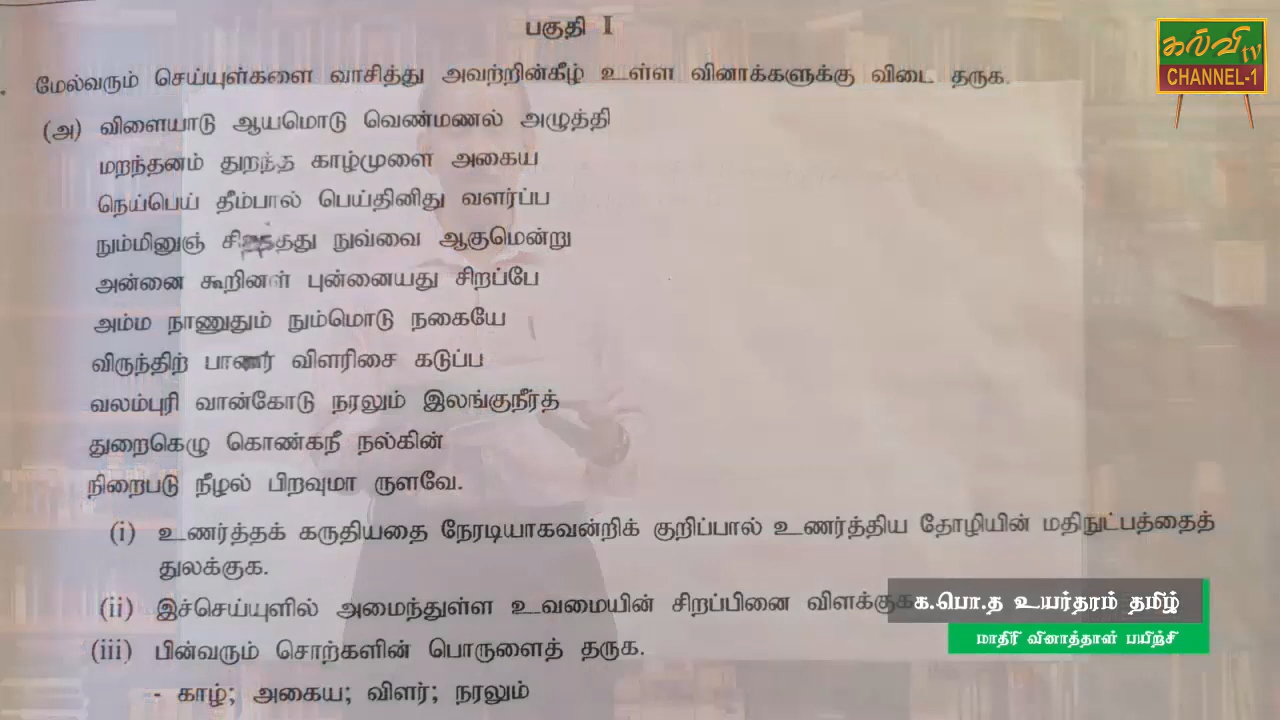 பகுதி I
கல்வி tv
CHANNEL-1
மேல்வரும் செய்யுள்களை வாசித்து அவற்றின்கீழ் உள்ள வினாக்களுக்கு விடை தருக.
(அ) விளையாடு ஆயமொடு வெண்மணல் அழுத்தி
மறந்தனம் துறந்த காழ்முளை அகைய
நெய்பெய் தீம்பால் பெய்தினிது வளர்ப்ப
நும்மினுஞ் சிறந்தது நுவ்வை ஆகுமென்று
அன்னை கூறினள் புன்னையது சிறப்பே
அம்ம நாணுதும் நும்மொடு நகையே
விருந்திற் பாணர் விளரிசை கடுப்ப
வலம்புரி வான்கோடு நரலும் இலங்குநீர்த்
துறைகெழு கொண்கநீ நல்கின்
நிறைபடு நீழல் பிறவுமா ருளவே.
(i) உணர்த்தக் கருதியதை நேரடியாகவன்றிக் குறிப்பால் உணர்த்திய தோழியின் மதிநுட்பத்தைத்
துலக்குக.
(ii) இச்செய்யுளில் அமைந்துள்ள உவமையின் சிறப்பினை விளக்குக
க.பொ.த உயர்தரம் தமிழ்
மாதிரி வினாத்தாள் பயிற்சி
(iii) பின்வரும் சொற்களின் பொருளைத் தருக.
- காழ்; அகைய; விளர்; நரலும்